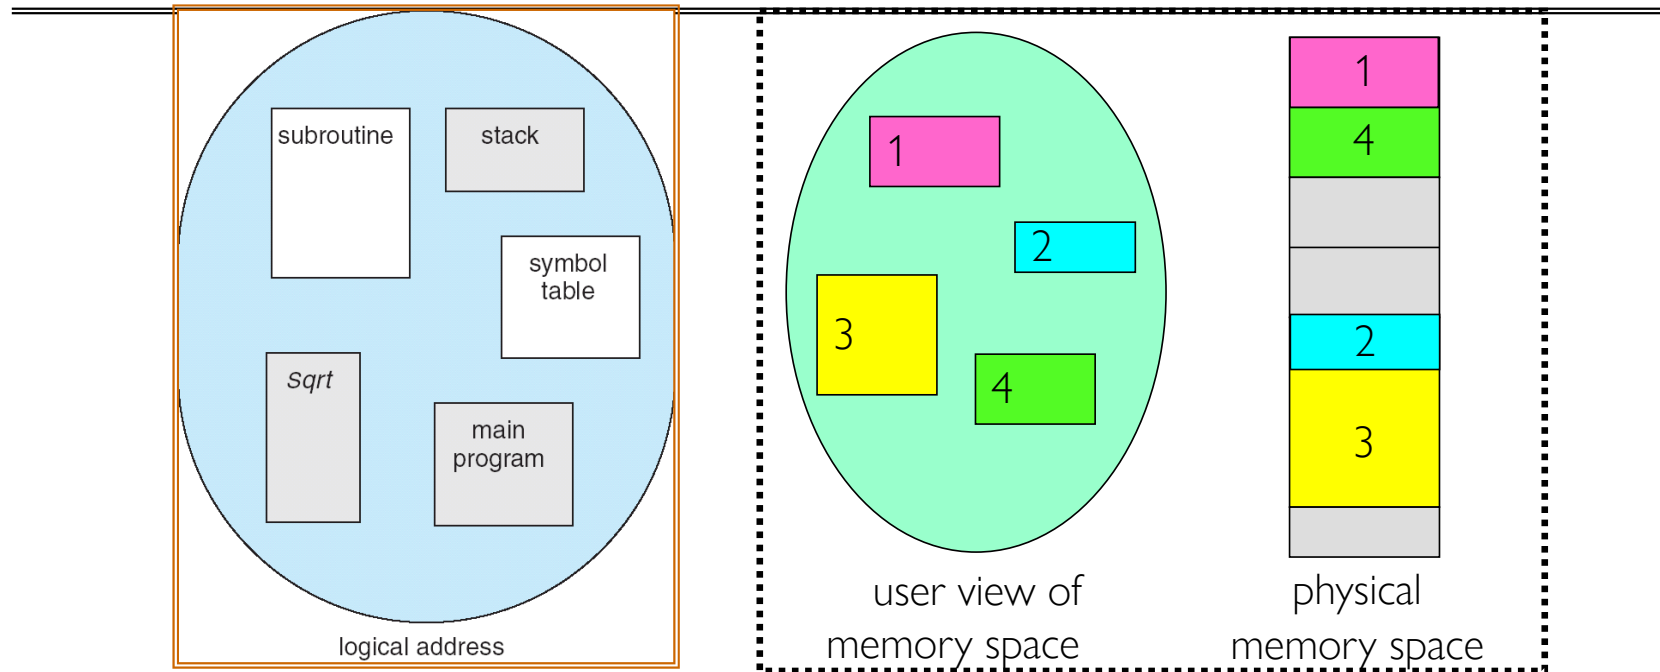 subroutine
stack
symbol
table
Sqrt
main
program
logical address
1
2
3
4
user view of
memory space
1
4
2
3
physical
memory space